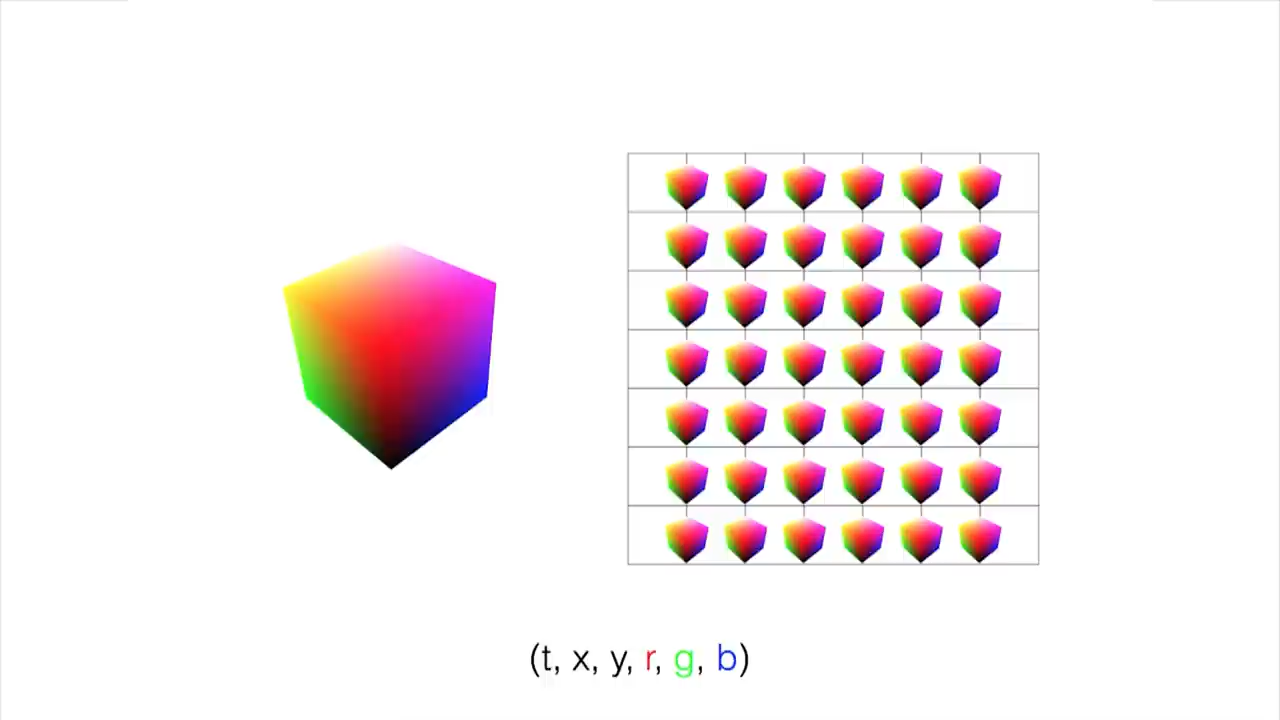 (t, x, y, r, g, b)